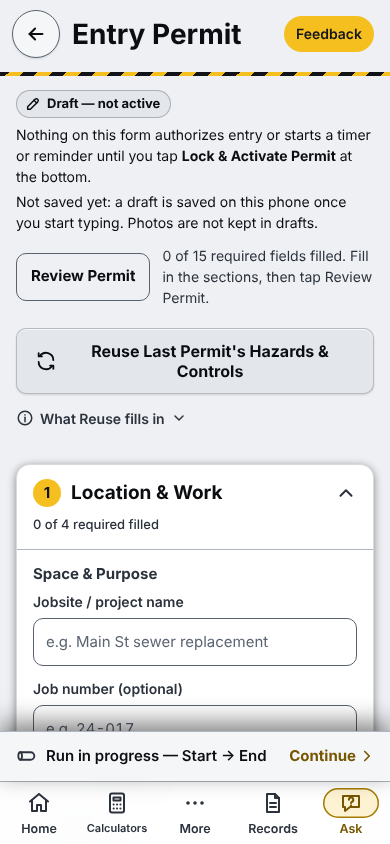 Entry Permit
Feedback
Draft — not active
Nothing on this form authorizes entry or starts a timer
or reminder until you tap Lock & Activate Permit at
the bottom.
Not saved yet: a draft is saved on this phone once
you start typing. Photos are not kept in drafts.
Review Permit
0 of 15 required fields filled. Fill
in the sections, then tap Review
Permit.
Reuse Last Permit's Hazards &
Controls
What Reuse fills in
1 Location & Work
0 of 4 required filled
Space & Purpose
Jobsite / project name
e.g. Main St sewer replacement
Job number (optional)
e.g. 24-017
Run in progress — Start → End
Continue
Home
Calculators
More
Records
Ask